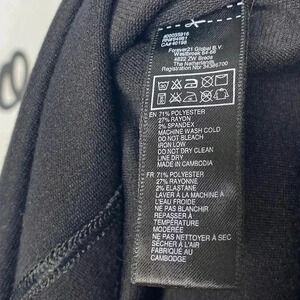 Forever21 Global B.V.
Westbroek 64-66
4822 ZW Breda
The Netherlands
EN 71% POLYESTER
27% RAYON
2% SPANDEX
MACHINE WASH COLD
DO NOT BLEACH
IRON LOW
DO NOT DRY CLEAN
LINE DRY
MADE IN CAMBODIA
FR 71% POLYESTER
27% RAYONNE
2% ELASTANE
LAVER À LA MACHINE À
L'EAU FROIDE
NE PAS BLANCHIR
REPASSER À
TEMPÉRATURE
MODÉRÉE
NE PAS NETTOYER À SEC
SÉCHER À L'AIR
FABRIQUÉ AU
CAMBODGE